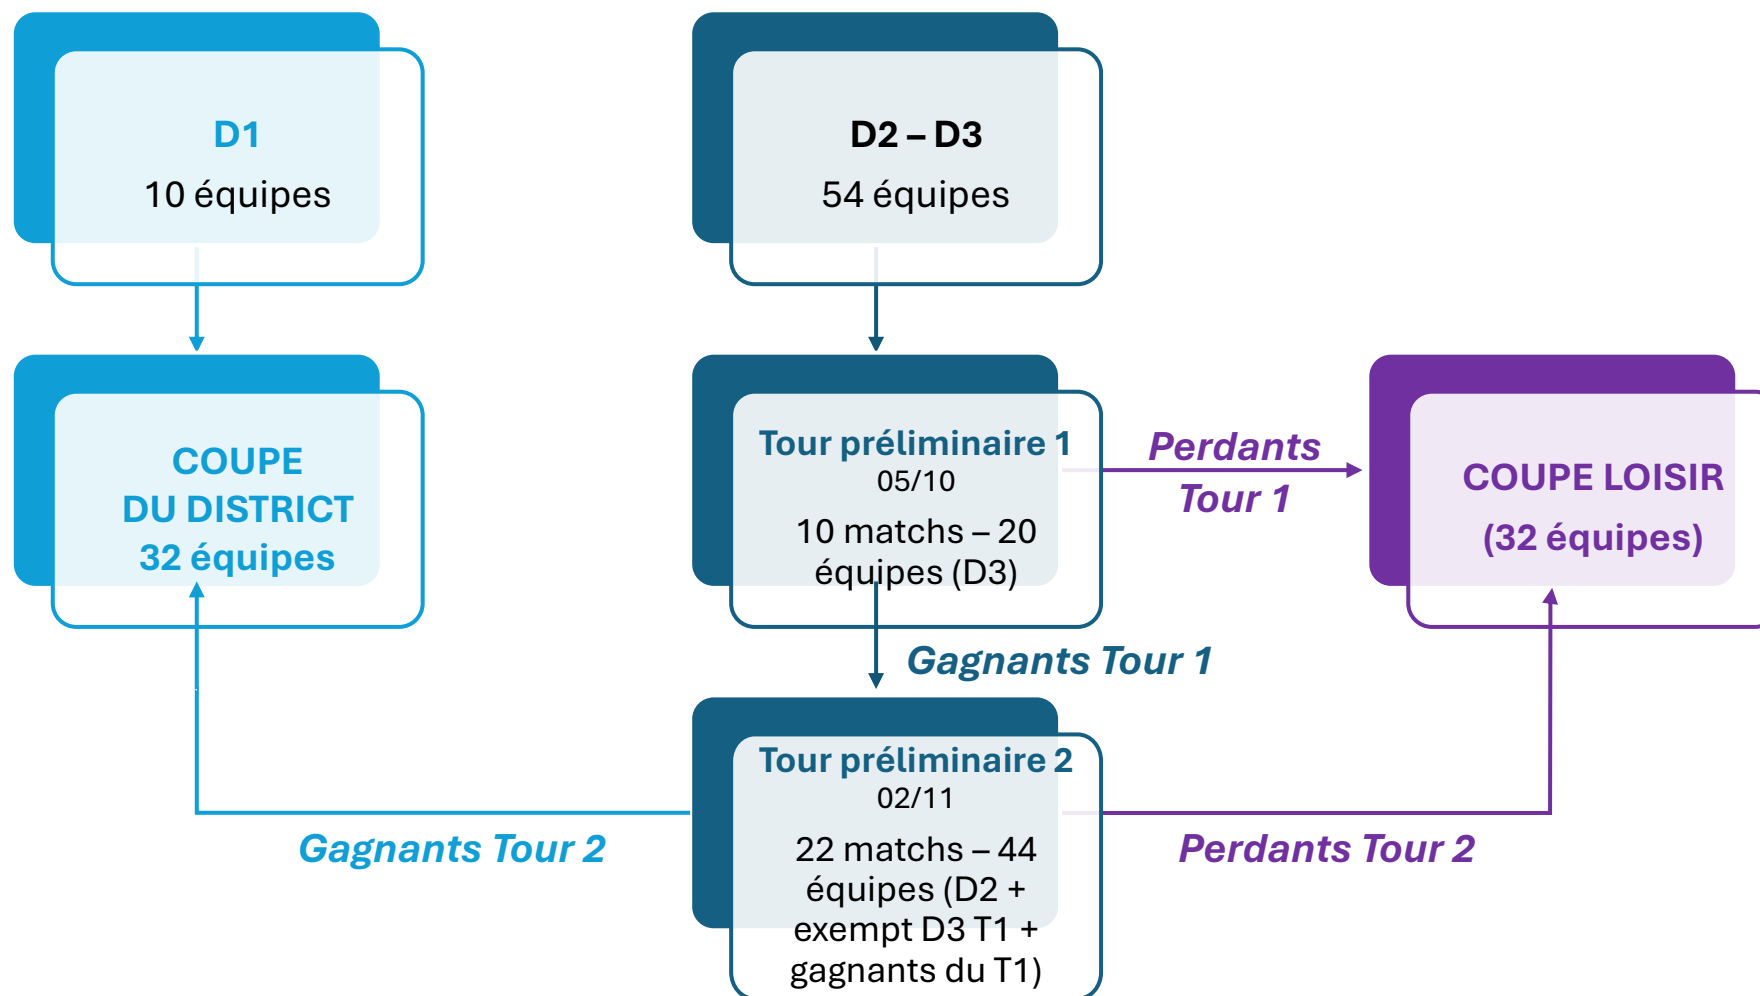 D1
10 équipes
D2 – D3
54 équipes
COUPE
DU DISTRICT
32 équipes
Tour préliminaire 1
05/10
10 matchs – 20
équipes (D3)
Perdants
Tour 1
COUPE LOISIR
(32 équipes)
Gagnants Tour 1
Tour préliminaire 2
02/11
22 matchs – 44
équipes (D2 +
exempt D3 T1 +
gagnants du T1)
Gagnants Tour 2
Perdants Tour 2